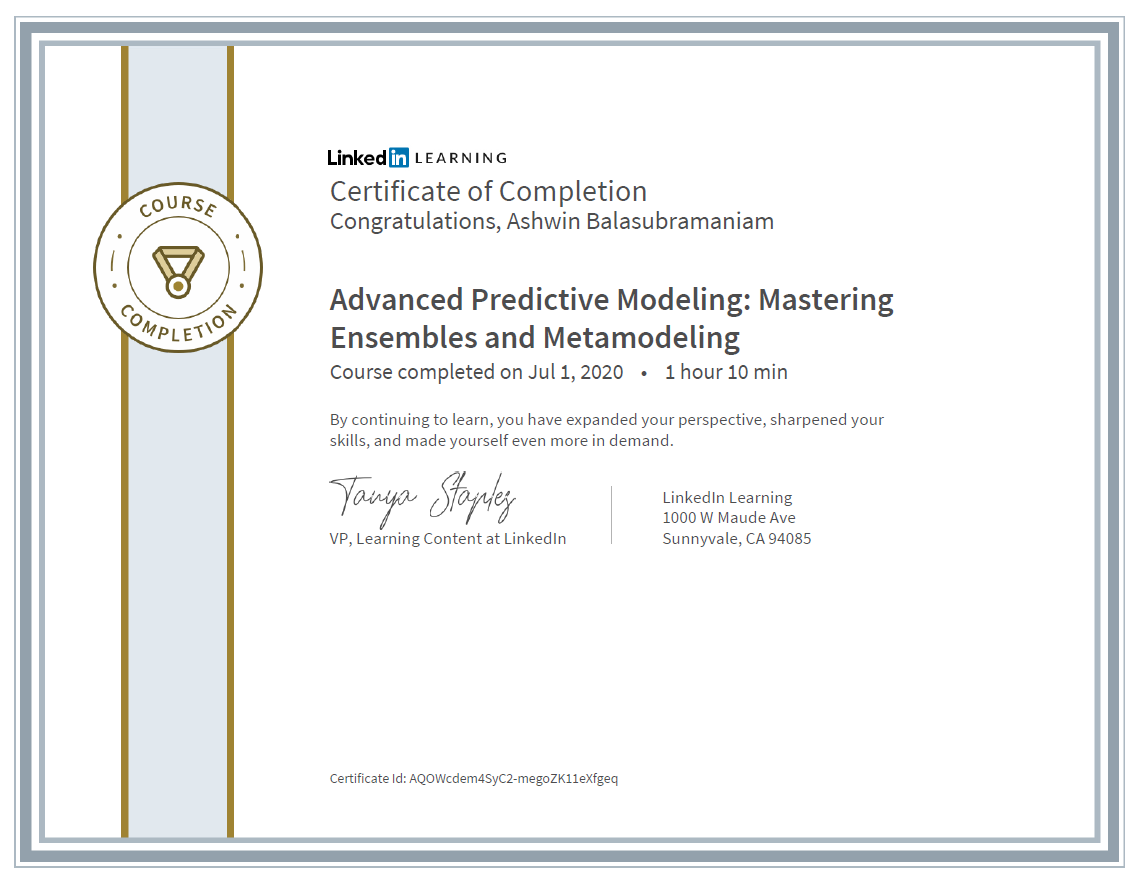 COURSE
COMPLETION
Linked in LEARNING
Certificate of Completion
Congratulations, Ashwin Balasubramaniam
Advanced Predictive Modeling: Mastering
Ensembles and Metamodeling
Course completed on Jul 1, 2020 • 1 hour 10 min
By continuing to learn, you have expanded your perspective, sharpened your
skills, and made yourself even more in demand.
Tanya Staples
VP, Learning Content at LinkedIn
LinkedIn Learning
1000 W Maude Ave
Sunnyvale, CA 94085
Certificate Id: AQOWcdem4SyC2-megoZK11eXfgeq